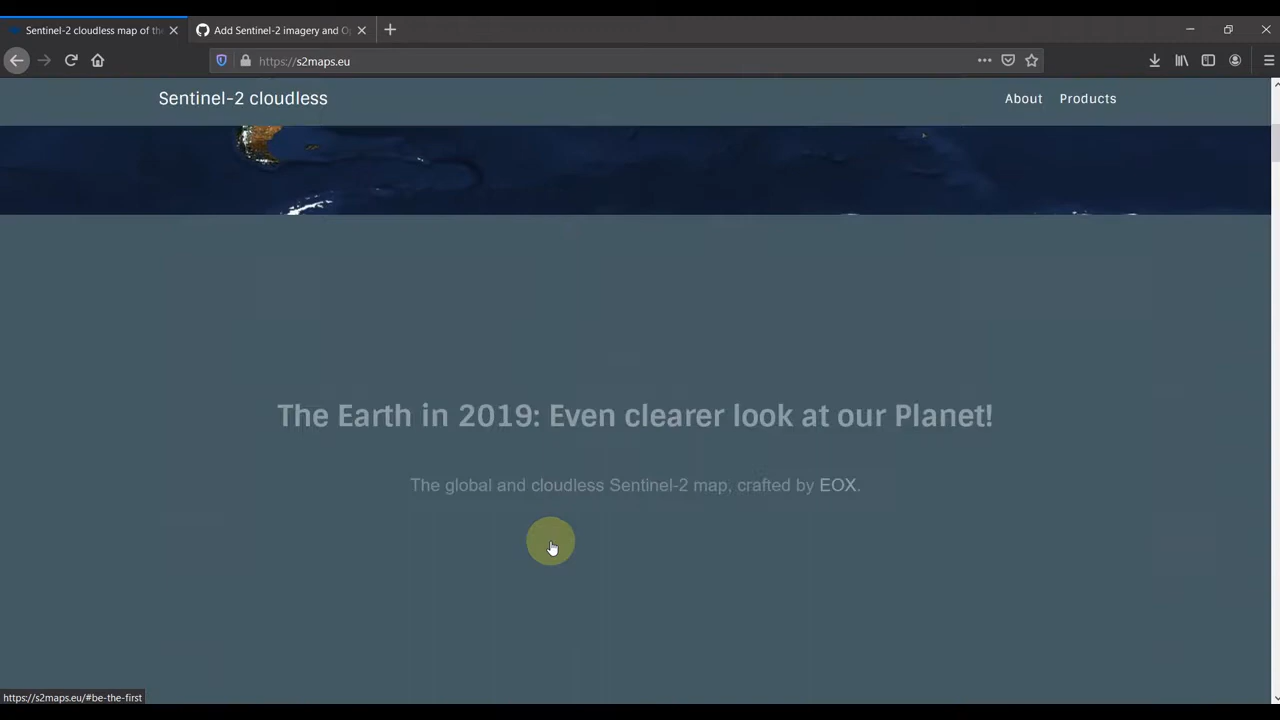 Sentinel-2 cloudless map of the
Add Sentinel-2 imagery and Op
https://s2maps.eu
Sentinel-2 cloudless
About
Products
The Earth in 2019: Even clearer look at our Planet!
The global and cloudless Sentinel-2 map, crafted by EOX.
https://s2maps.eu/#be-the-first